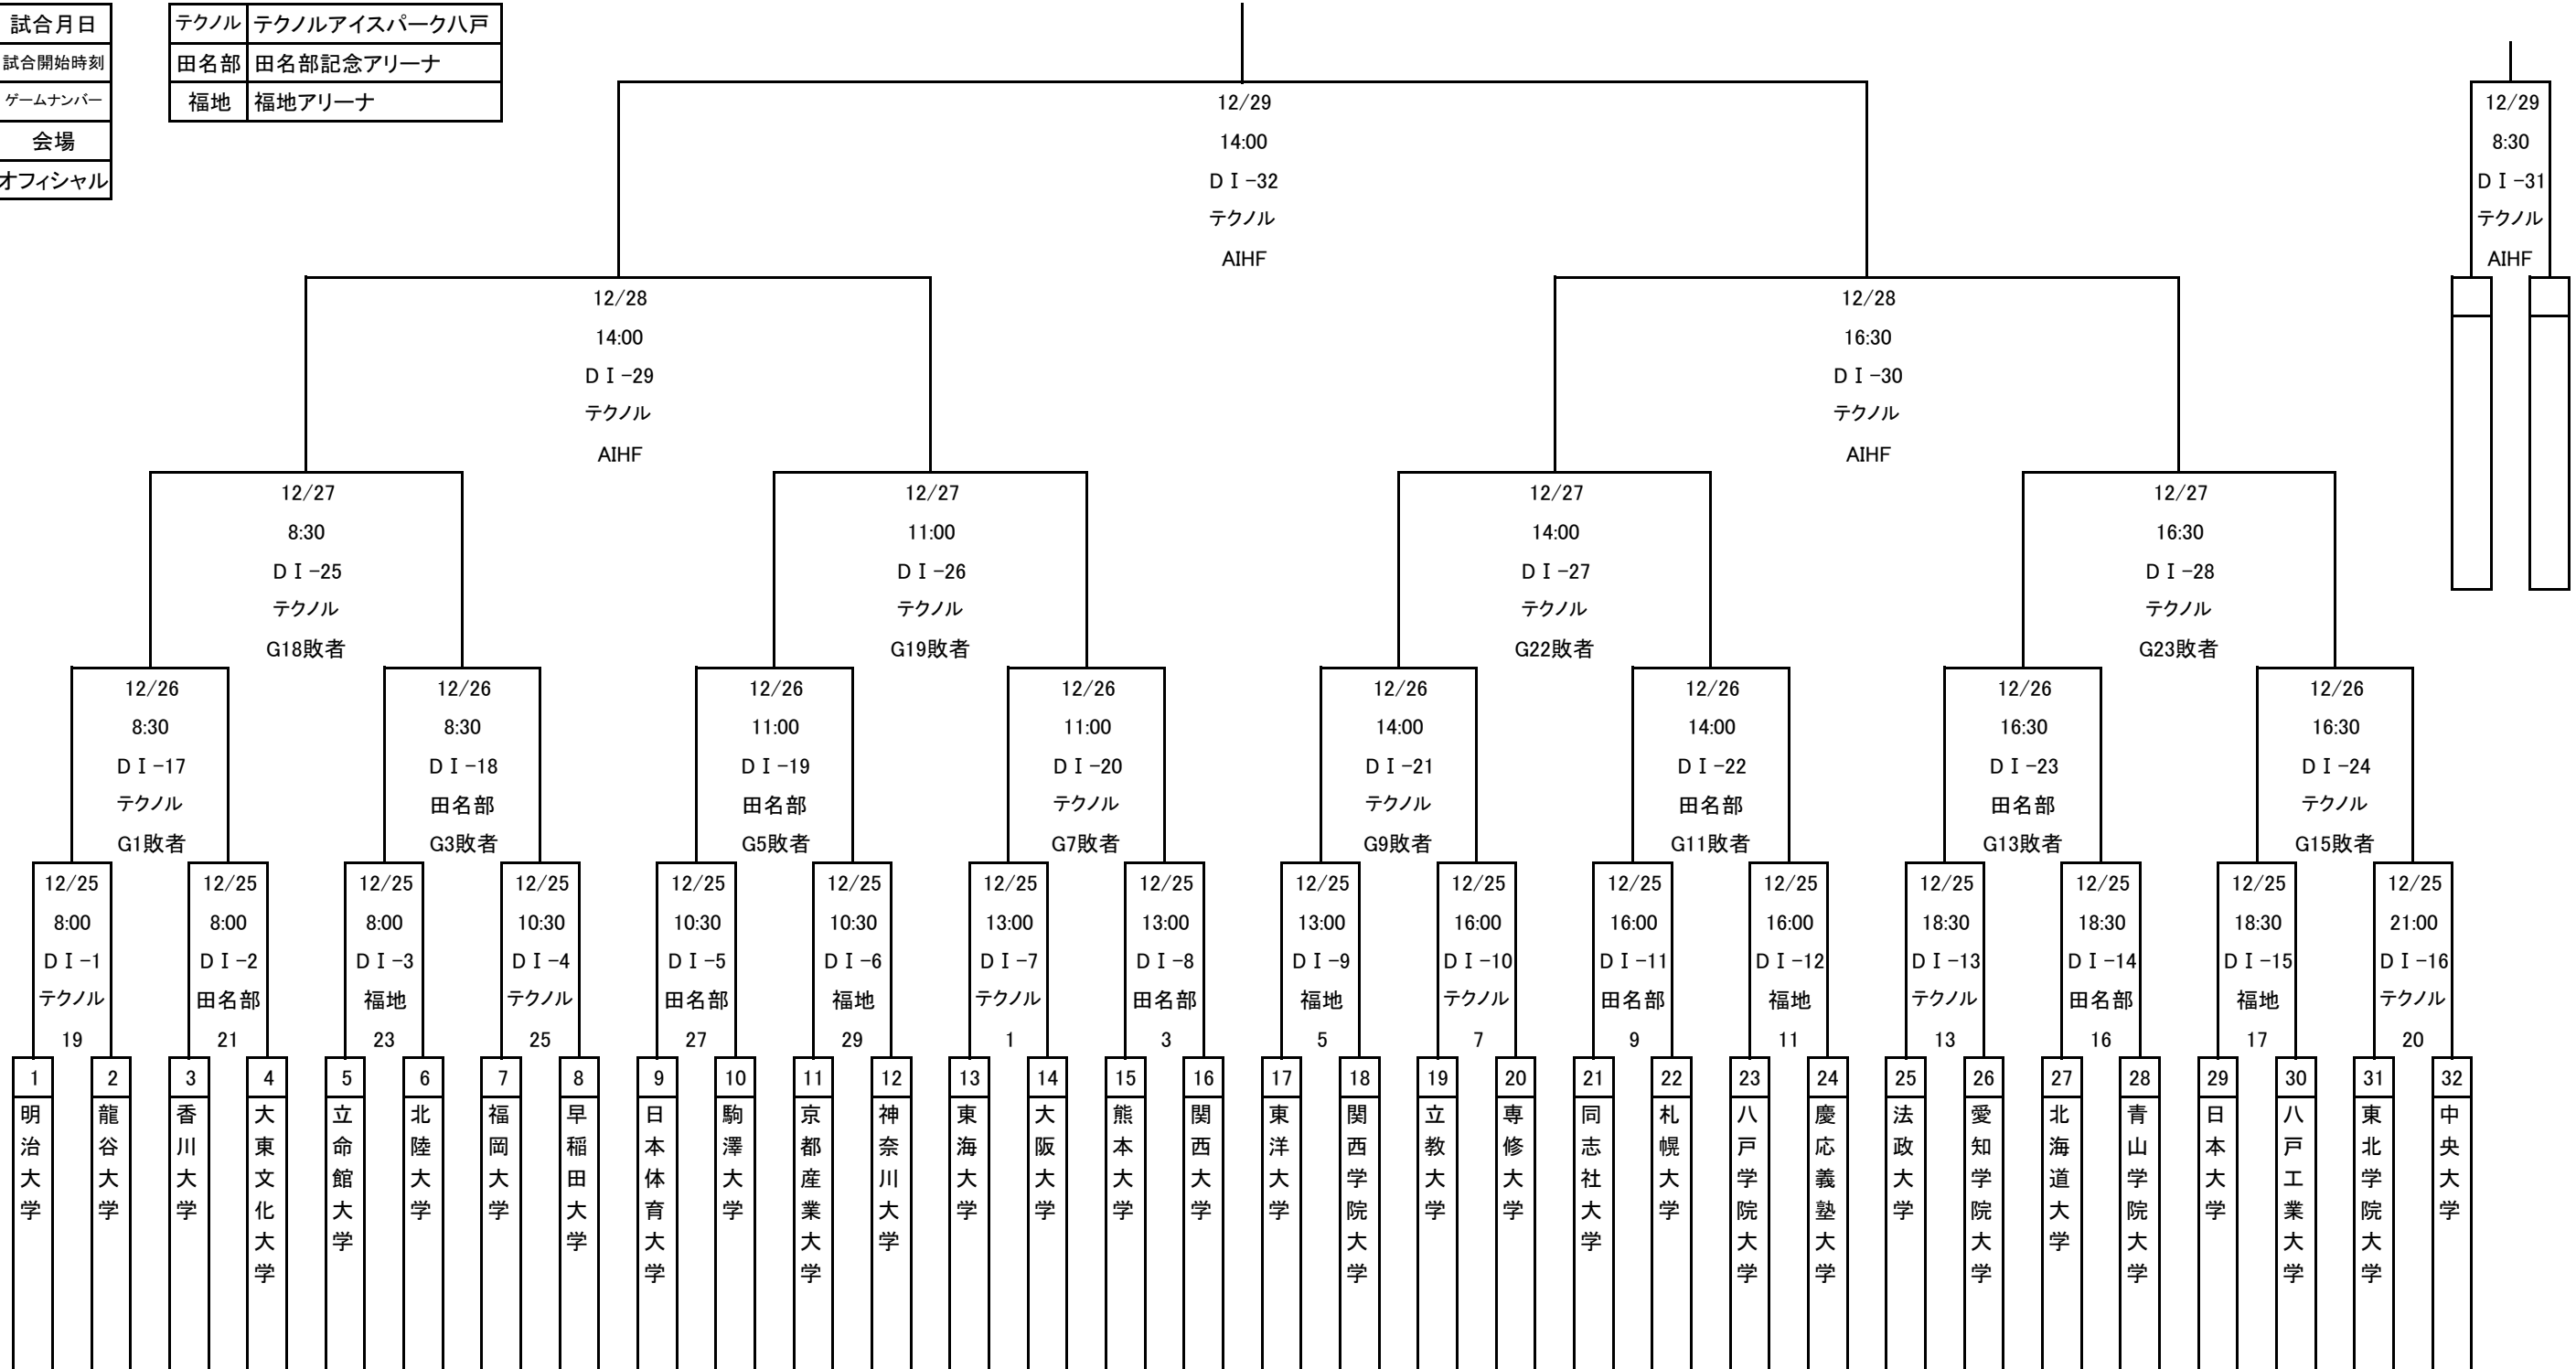 試合月日
試合開始時刻
ゲームナンバー
会場
オフィシャル
テクノル テクノルアイスパーク八戸
田名部 田名部記念アリーナ
福地 福地アリーナ
12/29 12/29
14:00 8:30
DⅠ-32 DⅠ-31
テクノル テクノル
AIHF AIHF
12/28 12/28
14:00 16:30
DⅠ-29 DⅠ-30
テクノル テクノル
AIHF AIHF
12/27 12/27 12/27 12/27
8:30 11:00 14:00 16:30
DⅠ-25 DⅠ-26 DⅠ-27 DⅠ-28
テクノル テクノル テクノル テクノル
G18敗者 G19敗者 G22敗者 G23敗者
12/26 12/26 12/26 12/26 12/26 12/26 12/26 12/26
8:30 8:30 11:00 11:00 14:00 14:00 16:30 16:30
DⅠ-17 DⅠ-18 DⅠ-19 DⅠ-20 DⅠ-21 DⅠ-22 DⅠ-23 DⅠ-24
テクノル 田名部 田名部 テクノル テクノル 田名部 田名部 テクノル
G1敗者 G3敗者 G5敗者 G7敗者 G9敗者 G11敗者 G13敗者 G15敗者
12/25 12/25 12/25 12/25 12/25 12/25 12/25 12/25 12/25 12/25 12/25 12/25 12/25 12/25 12/25 12/25
8:00 8:00 8:00 10:30 10:30 10:30 13:00 13:00 13:00 16:00 16:00 16:00 18:30 18:30 18:30 21:00
DⅠ-1 DⅠ-2 DⅠ-3 DⅠ-4 DⅠ-5 DⅠ-6 DⅠ-7 DⅠ-8 DⅠ-9 DⅠ-10 DⅠ-11 DⅠ-12 DⅠ-13 DⅠ-14 DⅠ-15 DⅠ-16
テクノル 田名部 福地 テクノル 田名部 福地 テクノル 田名部 福地 テクノル 田名部 福地 テクノル 田名部 福地 テクノル
19 21 23 25 27 29 1 3 5 7 9 11 13 16 17 20
1 2 3 4 5 6 7 8 9 10 11 12 13 14 15 16 17 18 19 20 21 22 23 24 25 26 27 28 29 30 31 32
明治大学
龍谷大学
香川大学
大東文化大学
立命館大学
北陸大学
福岡大学
早稲田大学
日本体育大学
駒澤大学
京都産業大学
神奈川大学
東海大学
大阪大学
熊本大学
関西大学
東洋大学
関西学院大学
立教大学
専修大学
同志社大学
札幌大学
八戸学院大学
慶応義塾大学
法政大学
愛知学院大学
北海道大学
青山学院大学
日本大学
八戸工業大学
東北学院大学
中央大学